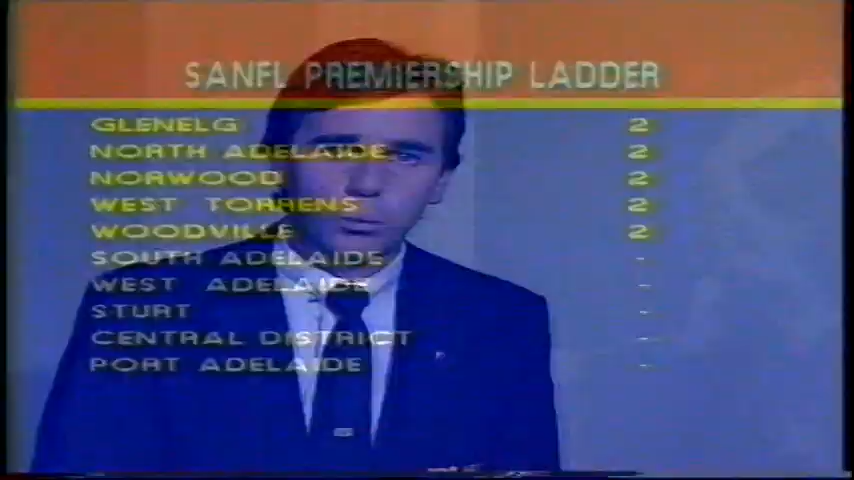 SANFL PREMIERSHIP LADDER
GLENELG 2
NORTH ADELAIDE 2
NORWOOD 2
WEST TORRENS 2
WOODVILLE 2
SOUTH ADELAIDE -
WEST ADELAIDE -
STURT -
CENTRAL DISTRICT -
PORT ADELAIDE -